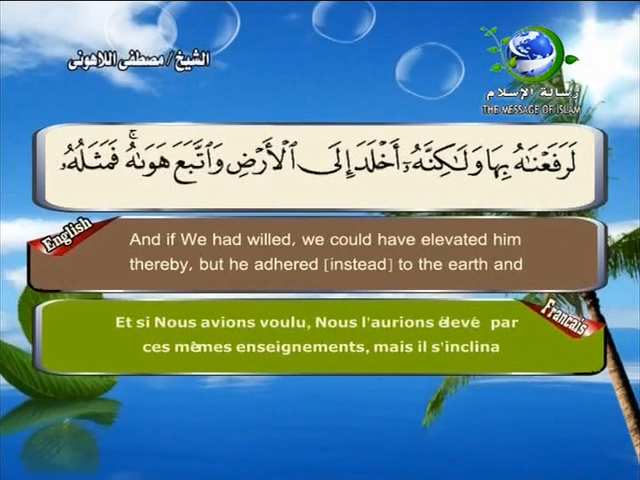 الشيخ / مصطفى اللاهونى
رسالة الإسلام
THE MESSAGE OF ISLAM
لَرَفَعْنَٰهُ بِهَا وَلَٰكِنَّهُۥٓ أَخْلَدَ إِلَى ٱلْأَرْضِ وَٱتَّبَعَ هَوَىٰهُ ۚ فَمَثَلُهُۥ
English
And if We had willed, we could have elevated him
thereby, but he adhered [instead] to the earth and
Francais
Et si Nous avions voulu, Nous l'aurions élevé par
ces mêmes enseignements, mais il s'inclina